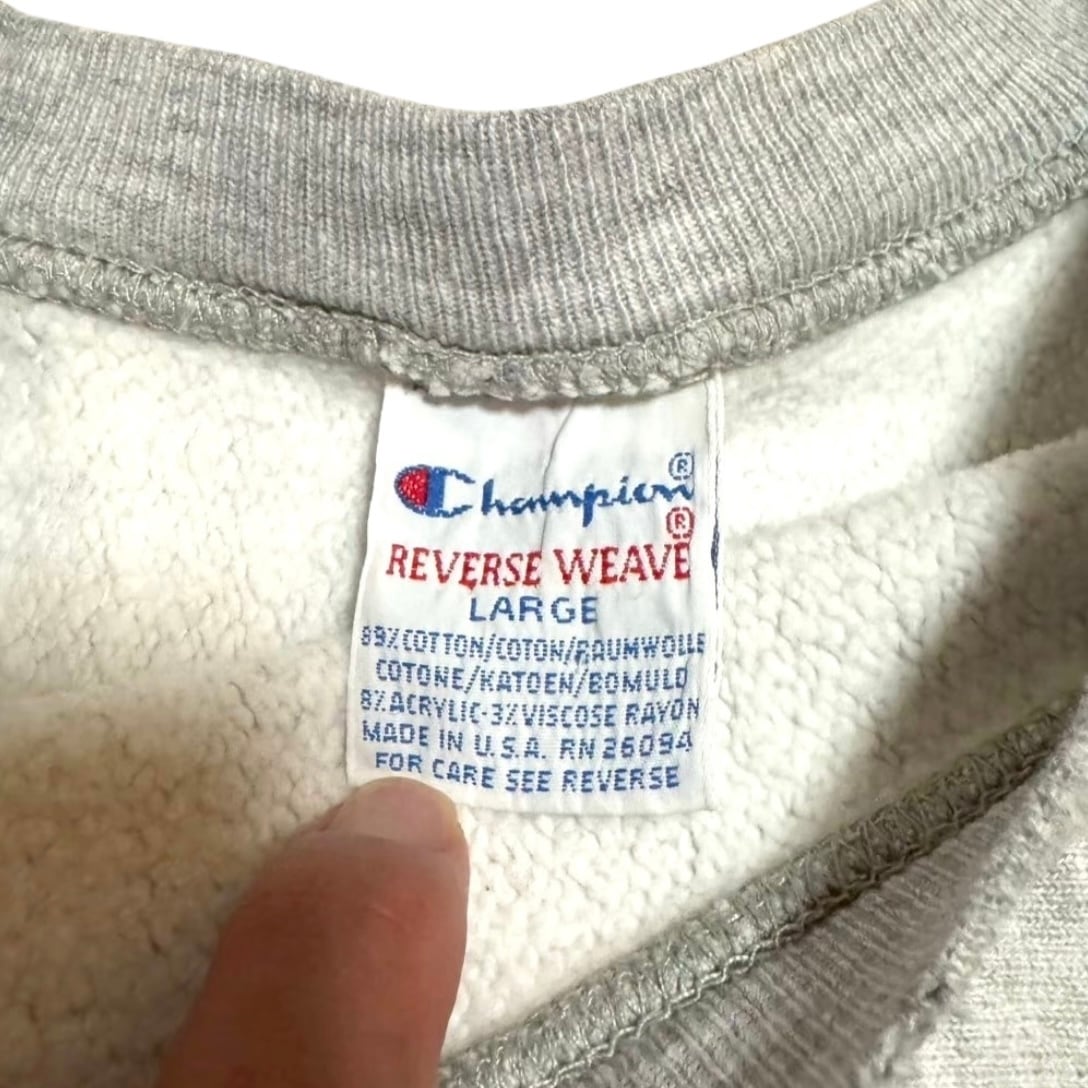 Champion®
REVERSE WEAVE®
LARGE
89% COTTON/COTON/BAUMWOLLE
COTONE/KATOEN/BOMULD
8% ACRYLIC-3% VISCOSE RAYON
MADE IN U.S.A. RN 26094
FOR CARE SEE REVERSE